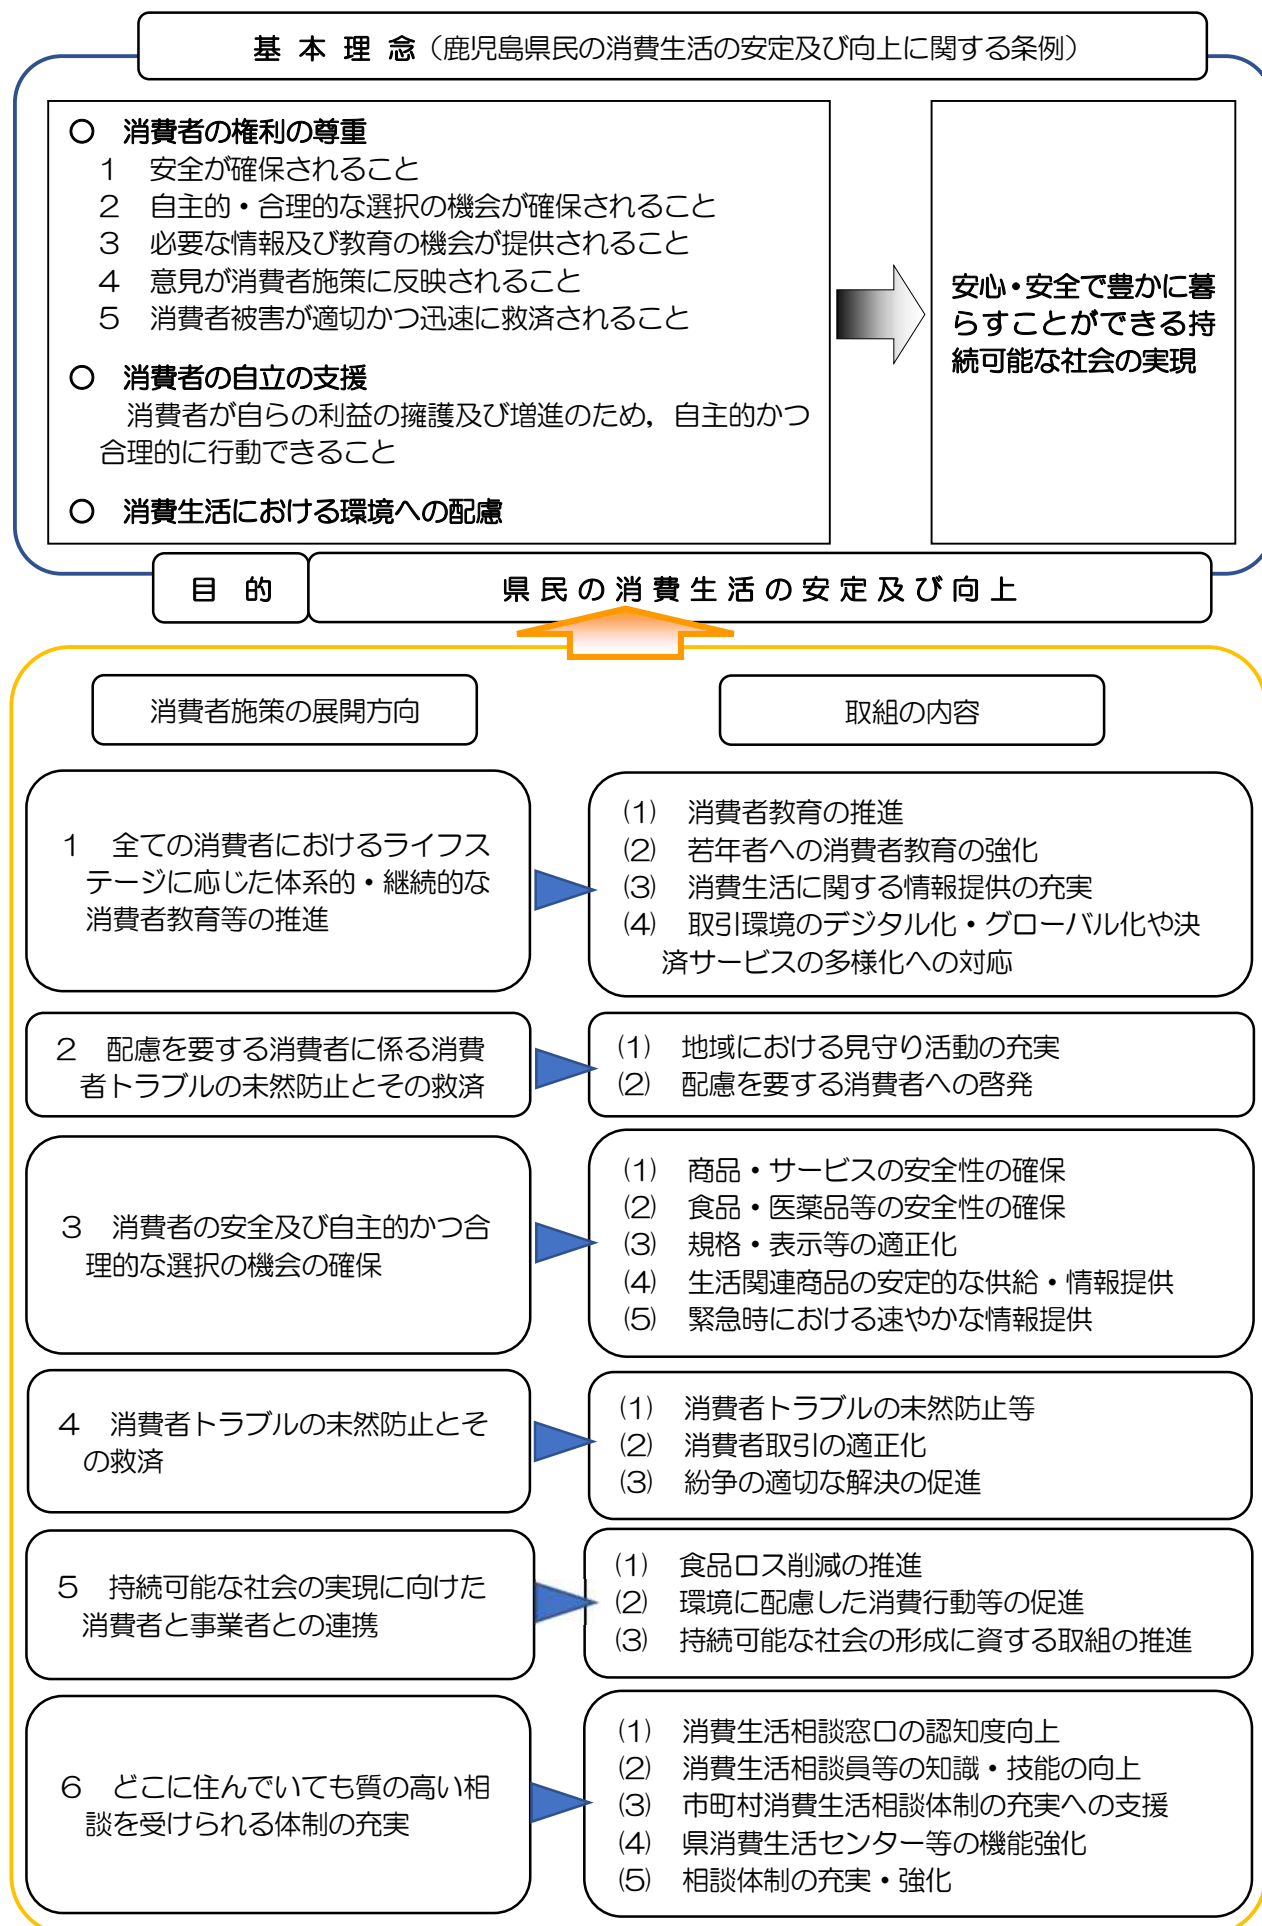 基 本 理 念（鹿児島県民の消費生活の安定及び向上に関する条例）
○　消費者の権利の尊重
1　安全が確保されること
2　自主的・合理的な選択の機会が確保されること
3　必要な情報及び教育の機会が提供されること
4　意見が消費者施策に反映されること
5　消費者被害が適切かつ迅速に救済されること
○　消費者の自立の支援
消費者が自らの利益の擁護及び増進のため，自主的かつ
合理的に行動できること
○　消費生活における環境への配慮
安心・安全で豊かに暮
らすことができる持
続可能な社会の実現
目　的
県民の消費生活の安定及び向上
消費者施策の展開方向
取組の内容
1　全ての消費者におけるライフス
テージに応じた体系的・継続的な
消費者教育等の推進
(1)　消費者教育の推進
(2)　若年者への消費者教育の強化
(3)　消費生活に関する情報提供の充実
(4)　取引環境のデジタル化・グローバル化や決
済サービスの多様化への対応
2　配慮を要する消費者に係る消費
者トラブルの未然防止とその救済
(1)　地域における見守り活動の充実
(2)　配慮を要する消費者への啓発
3　消費者の安全及び自主的かつ合
理的な選択の機会の確保
(1)　商品・サービスの安全性の確保
(2)　食品・医薬品等の安全性の確保
(3)　規格・表示等の適正化
(4)　生活関連商品の安定的な供給・情報提供
(5)　緊急時における速やかな情報提供
4　消費者トラブルの未然防止とそ
の救済
(1)　消費者トラブルの未然防止等
(2)　消費者取引の適正化
(3)　紛争の適切な解決の促進
5　持続可能な社会の実現に向けた
消費者と事業者との連携
(1)　食品ロス削減の推進
(2)　環境に配慮した消費行動等の促進
(3)　持続可能な社会の形成に資する取組の推進
6　どこに住んでいても質の高い相
談を受けられる体制の充実
(1)　消費生活相談窓口の認知度向上
(2)　消費生活相談員等の知識・技能の向上
(3)　市町村消費生活相談体制の充実への支援
(4)　県消費生活センター等の機能強化
(5)　相談体制の充実・強化